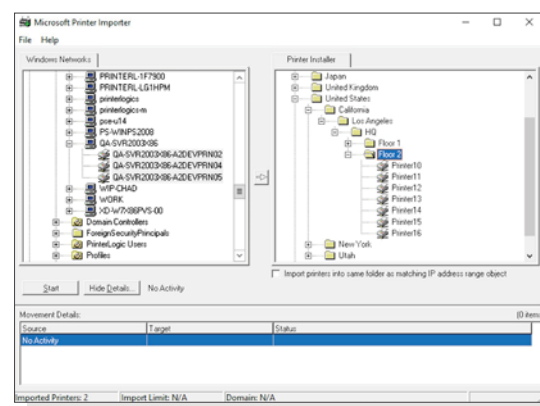 Microsoft Printer Importer
File Help
Windows Networks
PRINTERL-1F7900
PRINTERL-LG1HPM
printerlogics
printerlogics-m
pse-u14
PS-WINPS2008
QA-SVR2003X86
QA-SVR2003X86-A2DEVPRN02
QA-SVR2003X86-A2DEVPRN04
QA-SVR2003X86-A2DEVPRN05
WIP-CHAD
WORK
XD-W7X86PVS-00
Domain Controllers
ForeignSecurityPrincipals
PrinterLogic Users
Profiles
Printer Installer
Japan
United Kingdom
United States
California
Los Angeles
HQ
Floor 1
Floor 2
Printer10
Printer11
Printer12
Printer13
Printer14
Printer15
Printer16
New York
Utah
Import printers into same folder as matching IP address range object
Start Hide Details... No Activity
Movement Details: (0 items
Source Target Status
No Activity
Imported Printers: 2 Import Limit: N/A Domain: N/A